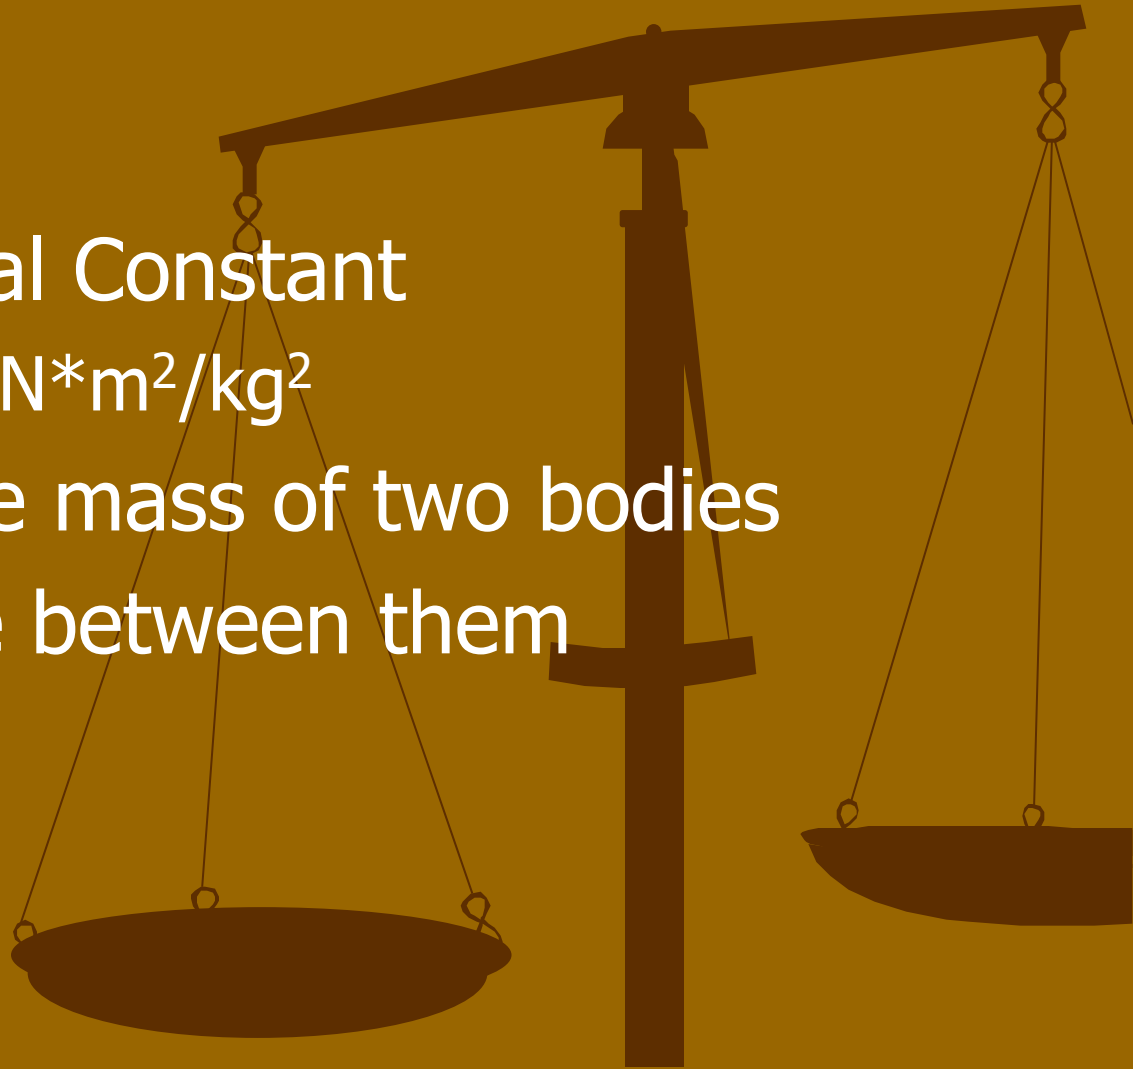 al Constant
N*m²/kg²
e mass of two bodies
e between them